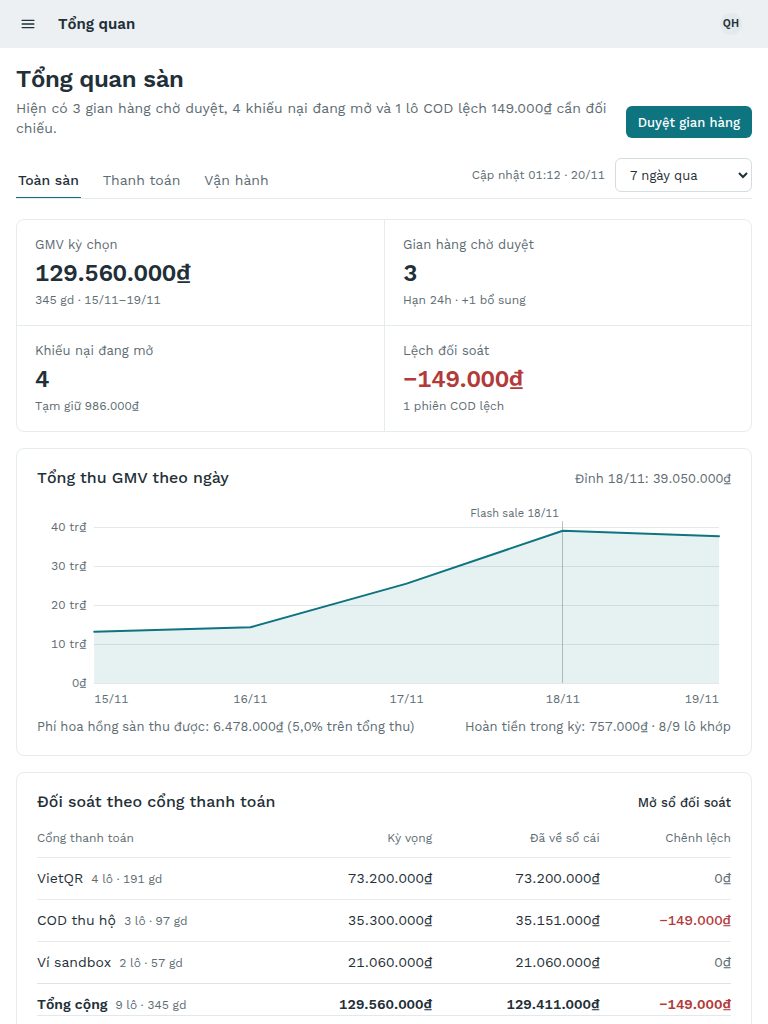 Tổng quan
QH
Tổng quan sàn
Hiện có 3 gian hàng chờ duyệt, 4 khiếu nại đang mở và 1 lô COD lệch 149.000₫ cần đối
chiếu.
Duyệt gian hàng
Toàn sàn
Thanh toán
Vận hành
Cập nhật 01:12 · 20/11
7 ngày qua
GMV kỳ chọn
129.560.000₫
345 gd · 15/11–19/11
Gian hàng chờ duyệt
3
Hạn 24h · +1 bổ sung
Khiếu nại đang mở
4
Tạm giữ 986.000₫
Lệch đối soát
−149.000₫
1 phiên COD lệch
Tổng thu GMV theo ngày
Đỉnh 18/11: 39.050.000₫
Flash sale 18/11
40 tr₫
30 tr₫
20 tr₫
10 tr₫
0₫
15/11 16/11 17/11 18/11 19/11
Phí hoa hồng sàn thu được: 6.478.000₫ (5,0% trên tổng thu)
Hoàn tiền trong kỳ: 757.000₫ · 8/9 lô khớp
Đối soát theo cổng thanh toán
Mở sổ đối soát
Cổng thanh toán Kỳ vọng Đã về sổ cái Chênh lệch
VietQR 4 lô · 191 gd 73.200.000₫ 73.200.000₫ 0₫
COD thu hộ 3 lô · 97 gd 35.300.000₫ 35.151.000₫ −149.000₫
Ví sandbox 2 lô · 57 gd 21.060.000₫ 21.060.000₫ 0₫
Tổng cộng 9 lô · 345 gd 129.560.000₫ 129.411.000₫ −149.000₫